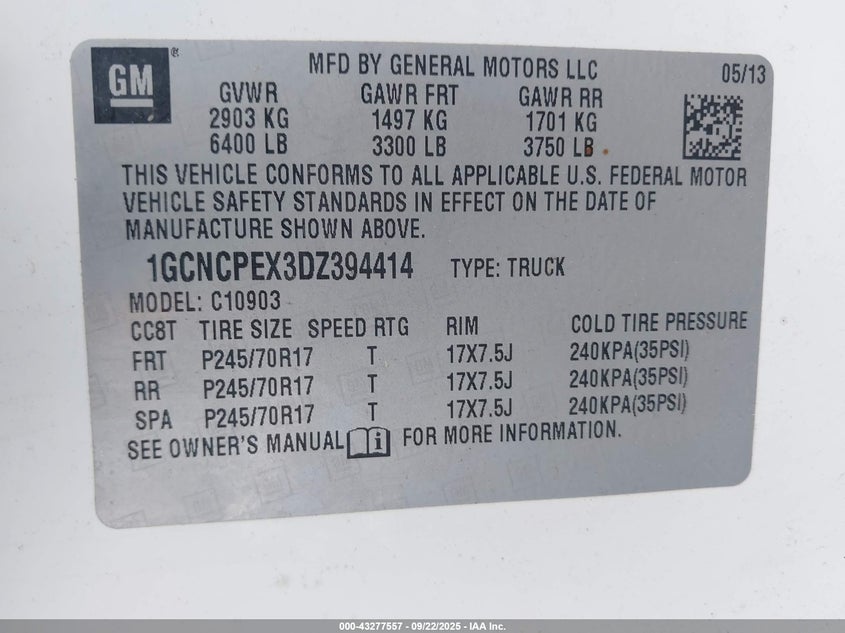 GM ®
MFD BY GENERAL MOTORS LLC 05/13
GVWR GAWR FRT GAWR RR
2903 KG 1497 KG 1701 KG
6400 LB 3300 LB 3750 LB
THIS VEHICLE CONFORMS TO ALL APPLICABLE U.S. FEDERAL MOTOR
VEHICLE SAFETY STANDARDS IN EFFECT ON THE DATE OF
MANUFACTURE SHOWN ABOVE.
1GCNCPEX3DZ394414 TYPE: TRUCK
MODEL: C10903
CC8T TIRE SIZE SPEED RTG RIM COLD TIRE PRESSURE
FRT P245/70R17 T 17X7.5J 240KPA(35PSI)
RR P245/70R17 T 17X7.5J 240KPA(35PSI)
SPA P245/70R17 T 17X7.5J 240KPA(35PSI)
SEE OWNER'S MANUAL i FOR MORE INFORMATION.
000-43277557 - 09/22/2025 - IAA Inc.